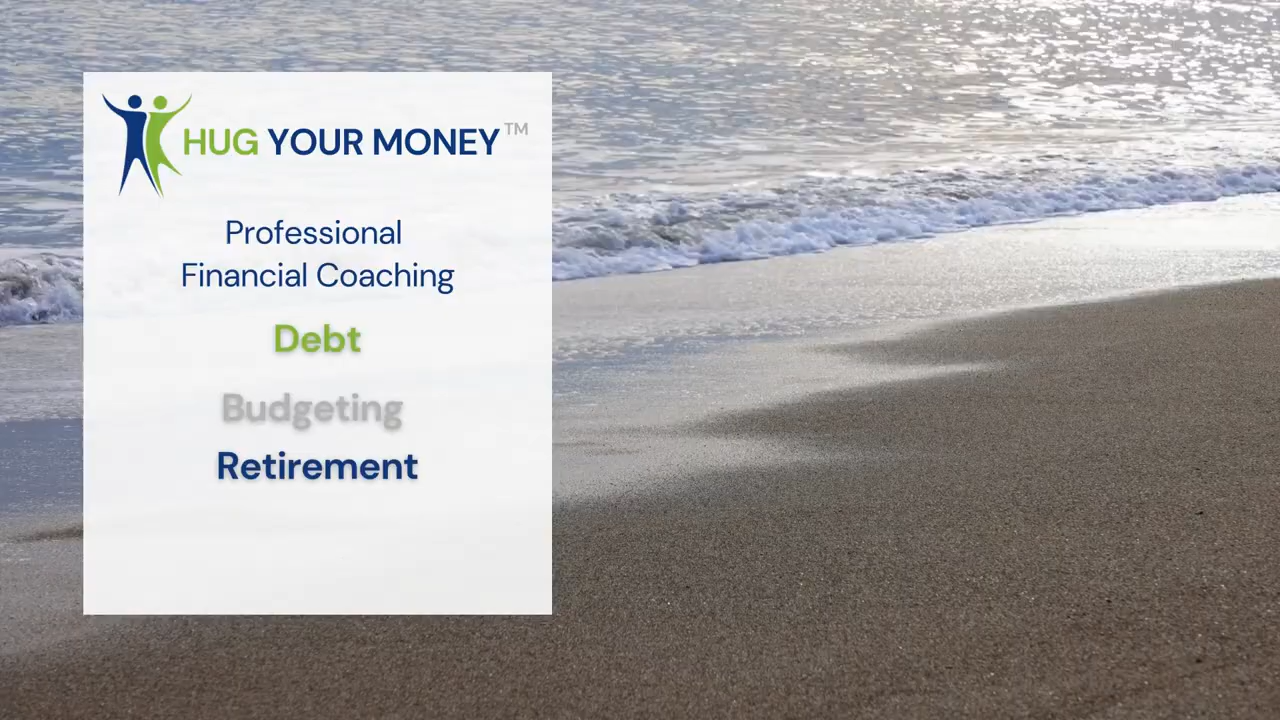 HUG YOUR MONEY™
Professional
Financial Coaching
Debt
Budgeting
Retirement